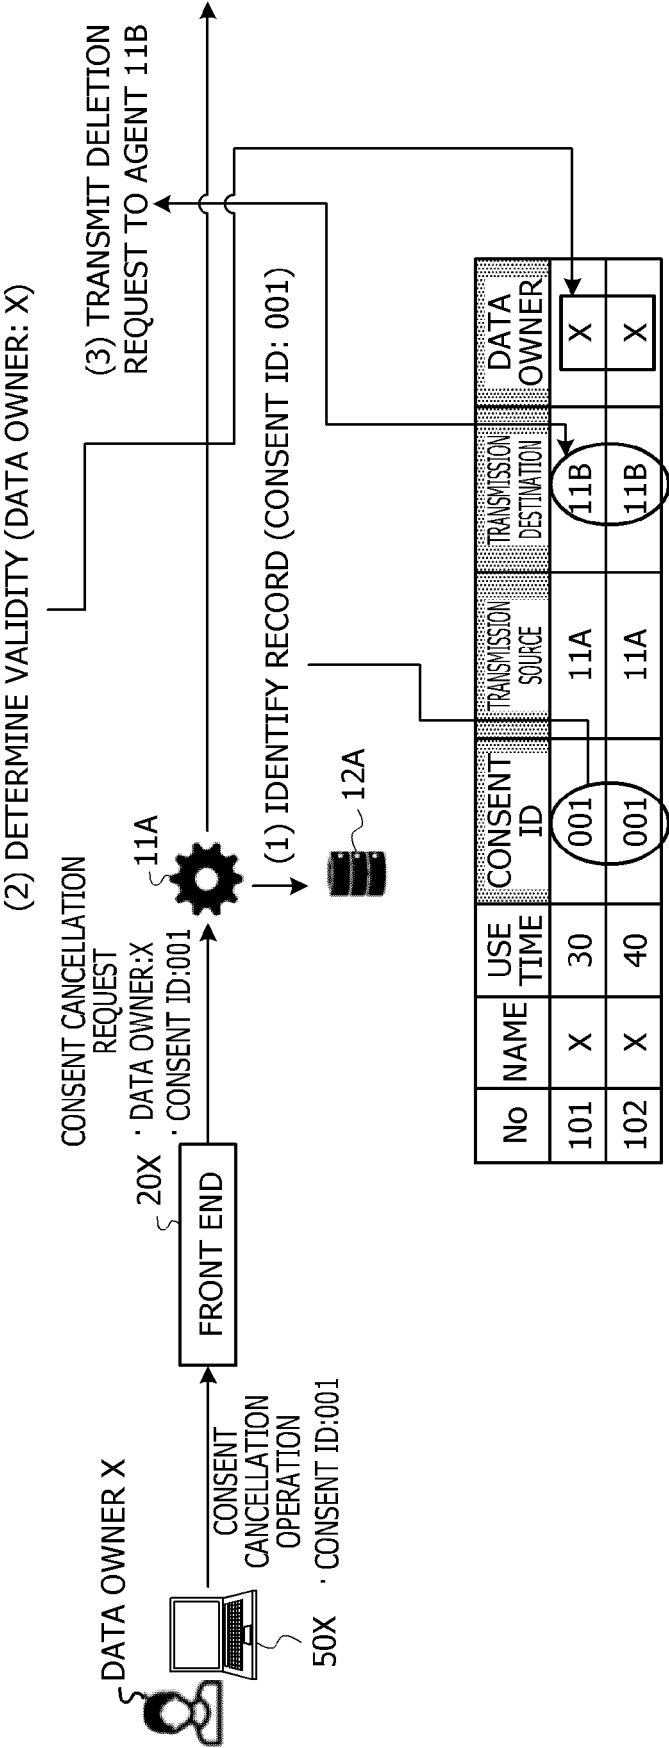 (2) DETERMINE VALIDITY (DATA OWNER: X)
(3) TRANSMIT DELETION
REQUEST TO AGENT 11B
CONSENT CANCELLATION
REQUEST
· DATA OWNER:X
· CONSENT ID:001
DATA OWNER X
20X
11A
FRONT END
CONSENT
CANCELLATION
OPERATION
· CONSENT ID:001
50X
(1) IDENTIFY RECORD (CONSENT ID: 001)
12A
No NAME USE TIME CONSENT ID TRANSMISSION SOURCE TRANSMISSION DESTINATION DATA OWNER
101 X 30 001 11A 11B X
102 X 40 001 11A 11B X